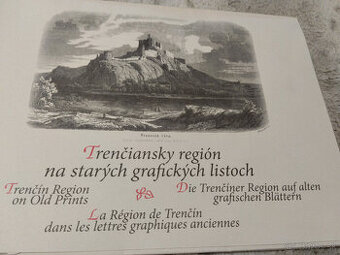 Trenčiansky región
na starých grafických listoch
Trenčín Region
on Old Prints
Die Trenčíner Region auf alten
grafischen Blättern
La Région de Trenčín
dans les lettres graphiques anciennes